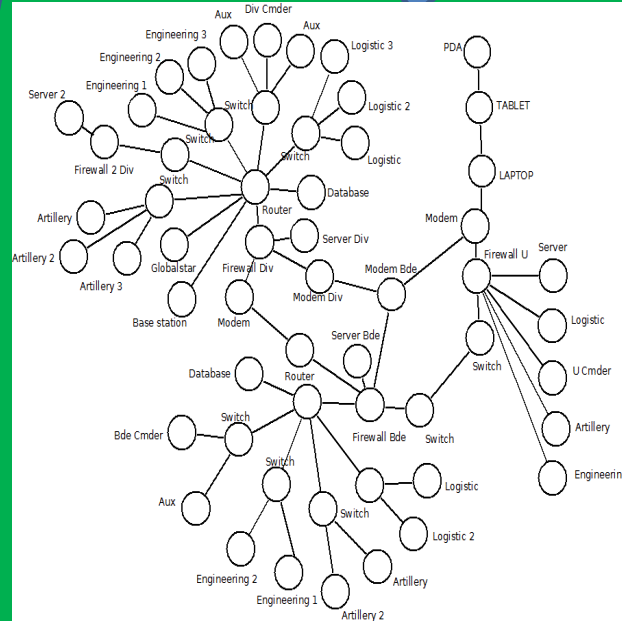 Div Cmder
Aux
Aux
Engineering 3
Logistic 3
PDA
Engineering 2
Engineering 1
Server 2
Switch
Logistic 2
TABLET
Switch
Switch
Logistic
Firewall 2 Div
Switch
LAPTOP
Database
Router
Artillery
Modem
Server Div
Firewall U
Server
Artillery 2
Globalstar
Firewall Div
Modem Bde
Artillery 3
Modem Div
Base station
Modem
Logistic
Server Bde
Switch
Database
Router
U Cmder
Switch
Bde Cmder
Firewall Bde
Switch
Artillery
Switch
Engineerin
Logistic
Aux
Switch
Logistic 2
Engineering 2
Artillery
Engineering 1
Artillery 2